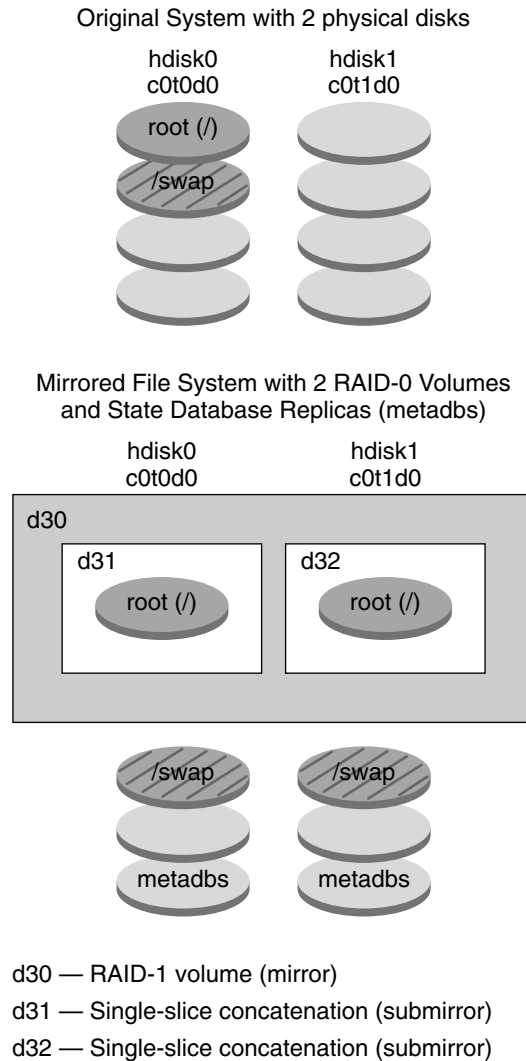 Original System with 2 physical disks
hdisk0
c0t0d0
hdisk1
c0t1d0
root (/)
/swap
Mirrored File System with 2 RAID-0 Volumes
and State Database Replicas (metadbs)
hdisk0
c0t0d0
hdisk1
c0t1d0
d30
d31
root (/)
d32
root (/)
/swap
/swap
metadbs
metadbs
d30 — RAID-1 volume (mirror)
d31 — Single-slice concatenation (submirror)
d32 — Single-slice concatenation (submirror)